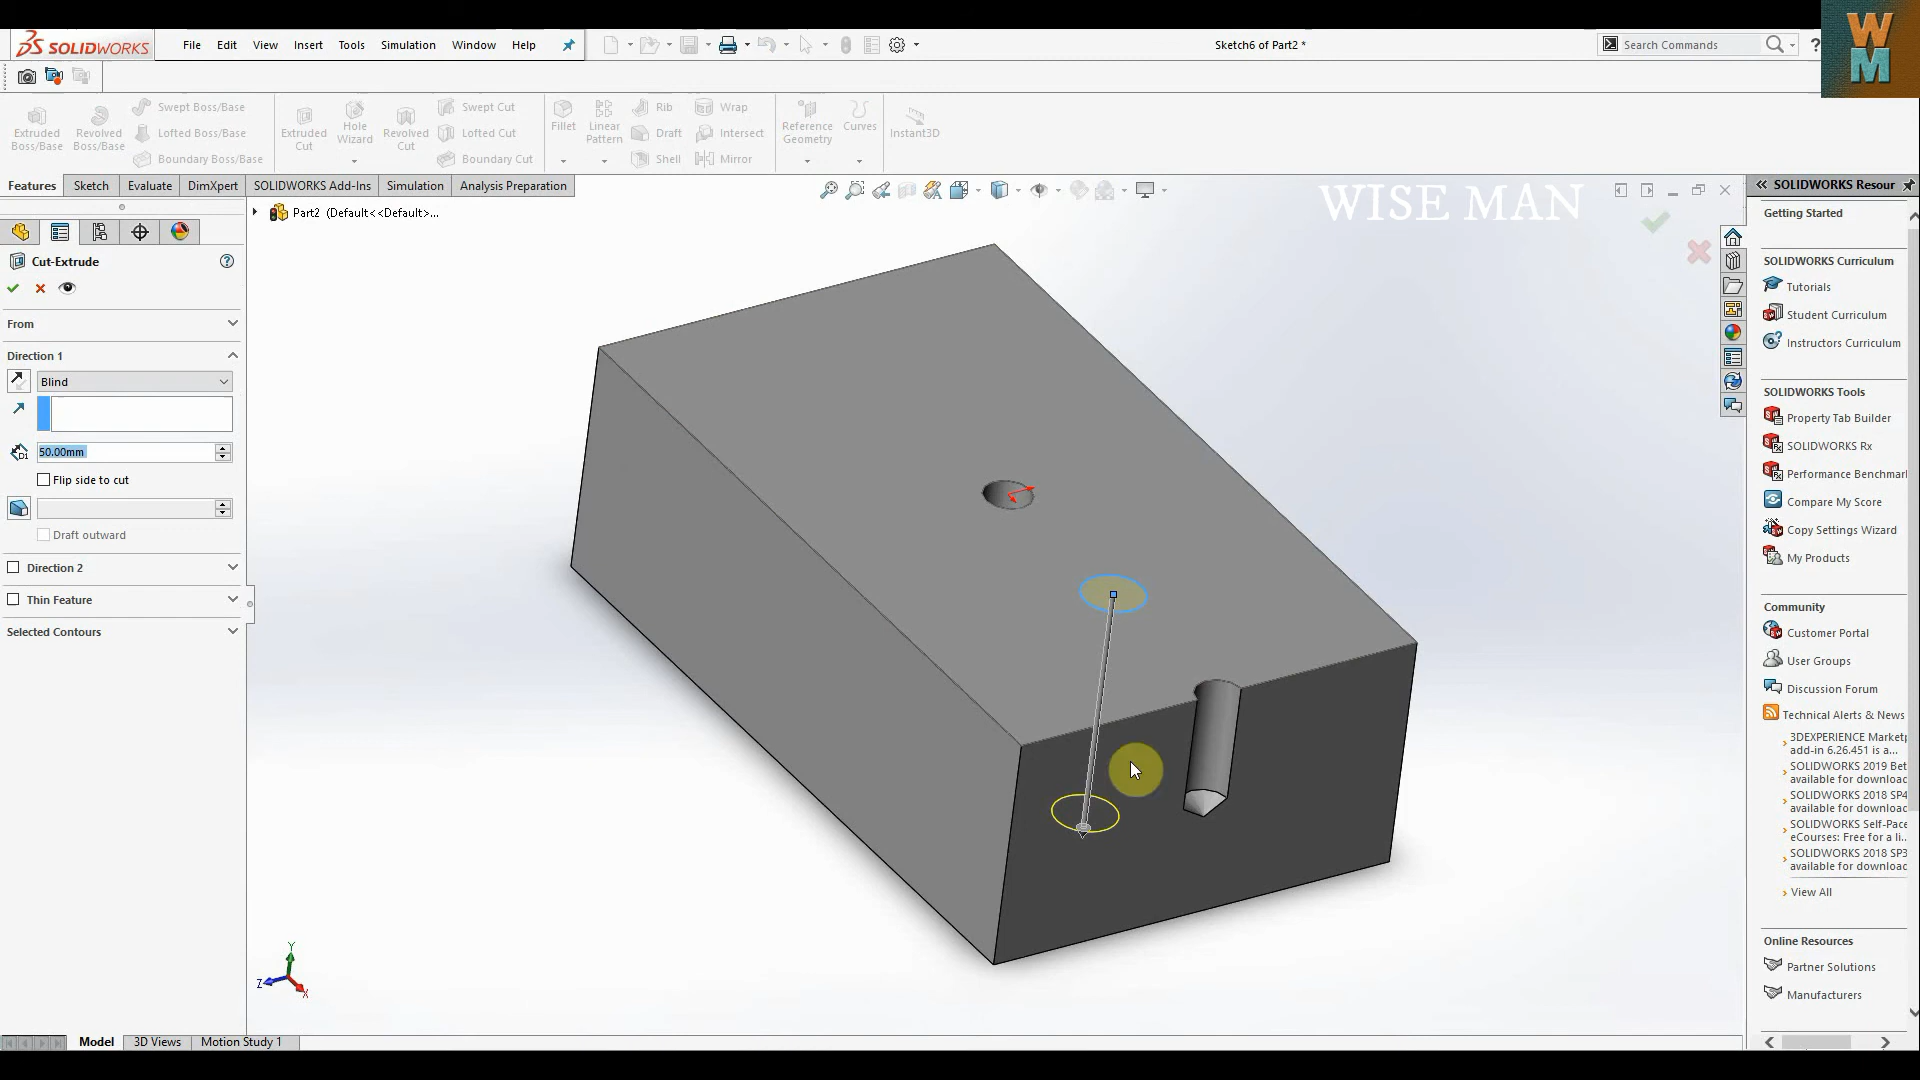 SOLIDWORKS File Edit View Insert Tools Simulation Window Help Sketch6 of Part2 * Search Commands ?
W
M
Extruded Boss/Base Revolved Boss/Base Swept Boss/Base Lofted Boss/Base Boundary Boss/Base Extruded Cut Hole Wizard Revolved Cut Swept Cut Lofted Cut Boundary Cut Fillet Linear Pattern Rib Draft Shell Wrap Intersect Mirror Reference Geometry Curves Instant3D
Features Sketch Evaluate DimXpert SOLIDWORKS Add-Ins Simulation Analysis Preparation
WISE MAN
Part2 (Default<<Default>...
Cut-Extrude
From
Direction 1
Blind
D1
50.00mm
Flip side to cut
Draft outward
Direction 2
Thin Feature
Selected Contours
Y
Z
X
Model 3D Views Motion Study 1
SOLIDWORKS Resour
Getting Started
SOLIDWORKS Curriculum
Tutorials
Student Curriculum
Instructors Curriculum
SOLIDWORKS Tools
Property Tab Builder
SOLIDWORKS Rx
Performance Benchmar
Compare My Score
Copy Settings Wizard
My Products
Community
Customer Portal
User Groups
Discussion Forum
Technical Alerts & News
3DEXPERIENCE Marketp
add-in 6.26.451 is a...
SOLIDWORKS 2019 Bet
available for download
SOLIDWORKS 2018 SP4
available for download
SOLIDWORKS Self-Pace
eCourses: Free for a li...
SOLIDWORKS 2018 SP3
available for download
View All
Online Resources
Partner Solutions
Manufacturers